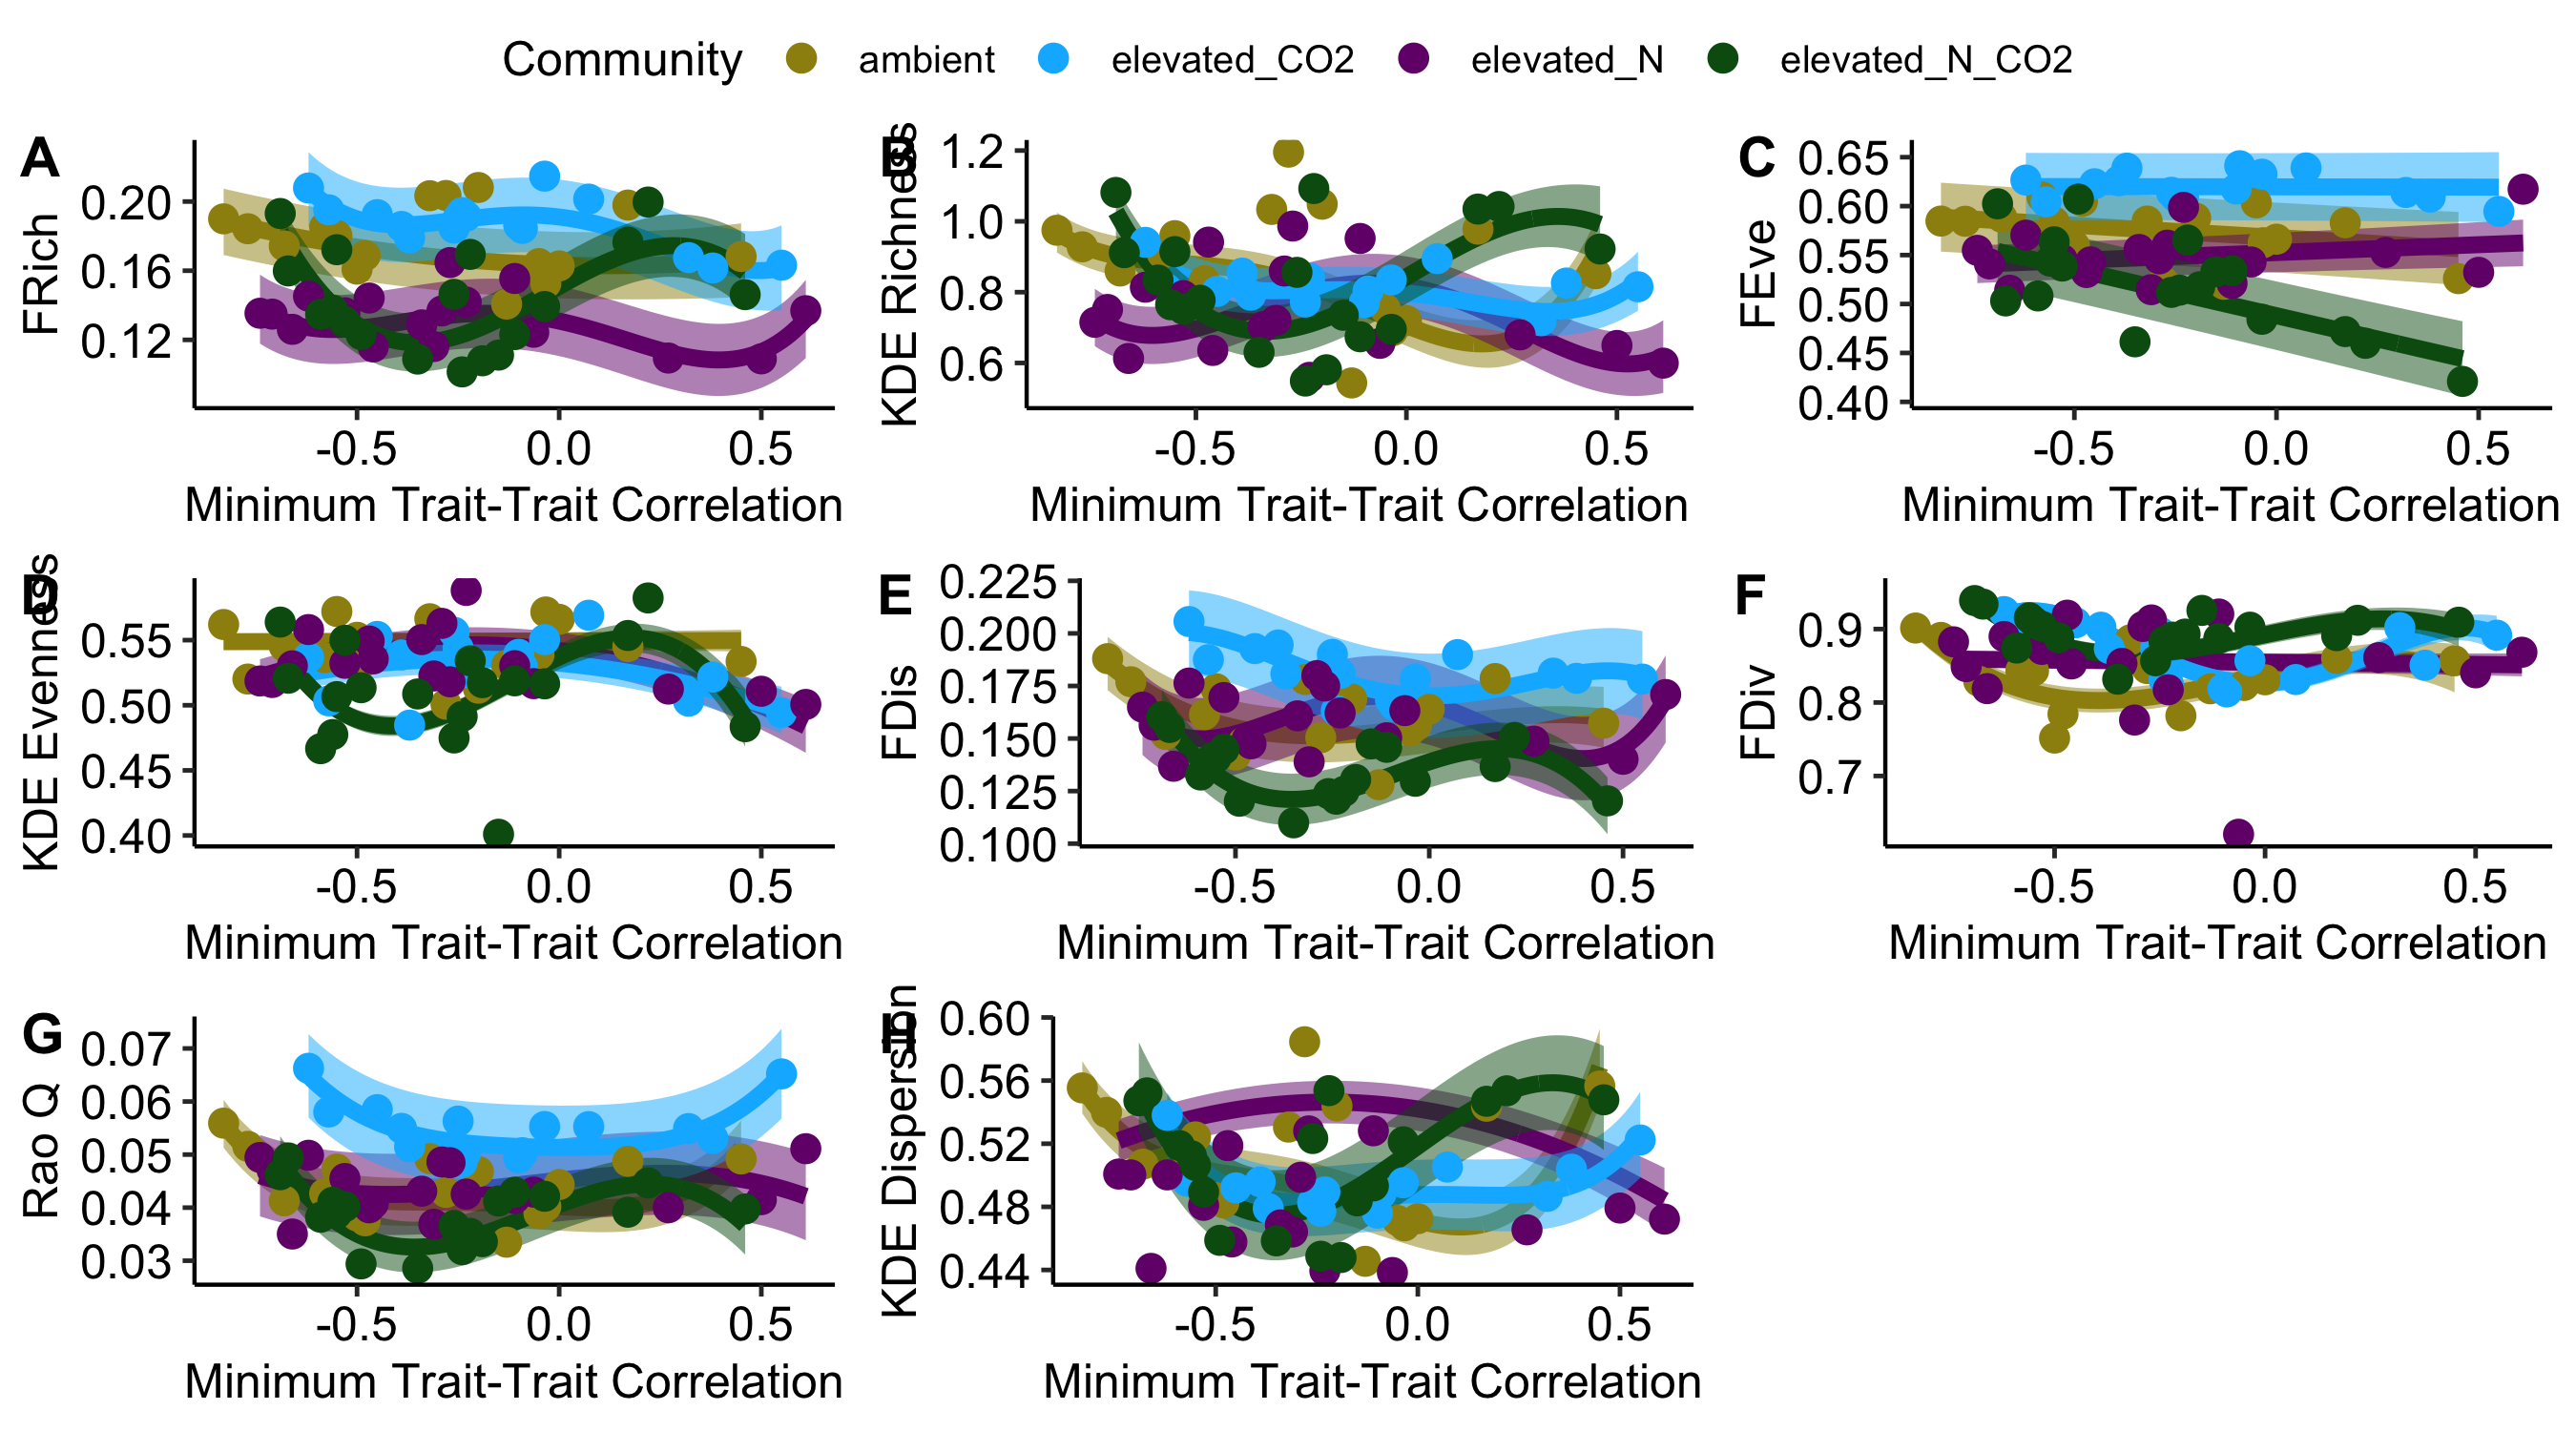 Community ambient elevated_CO2 elevated_N elevated_N_CO2
A
FRich
0.20
0.16
0.12
-0.5 0.0 0.5
Minimum Trait-Trait Correlation
B
KDE Richness
1.2
1.0
0.8
0.6
-0.5 0.0 0.5
Minimum Trait-Trait Correlation
C
FEve
0.65
0.60
0.55
0.50
0.45
0.40
-0.5 0.0 0.5
Minimum Trait-Trait Correlation
D
KDE Evenness
0.55
0.50
0.45
0.40
-0.5 0.0 0.5
Minimum Trait-Trait Correlation
E
FDis
0.225
0.200
0.175
0.150
0.125
0.100
-0.5 0.0 0.5
Minimum Trait-Trait Correlation
F
FDiv
0.9
0.8
0.7
-0.5 0.0 0.5
Minimum Trait-Trait Correlation
G
Rao Q
0.07
0.06
0.05
0.04
0.03
-0.5 0.0 0.5
Minimum Trait-Trait Correlation
H
KDE Dispersion
0.60
0.56
0.52
0.48
0.44
-0.5 0.0 0.5
Minimum Trait-Trait Correlation